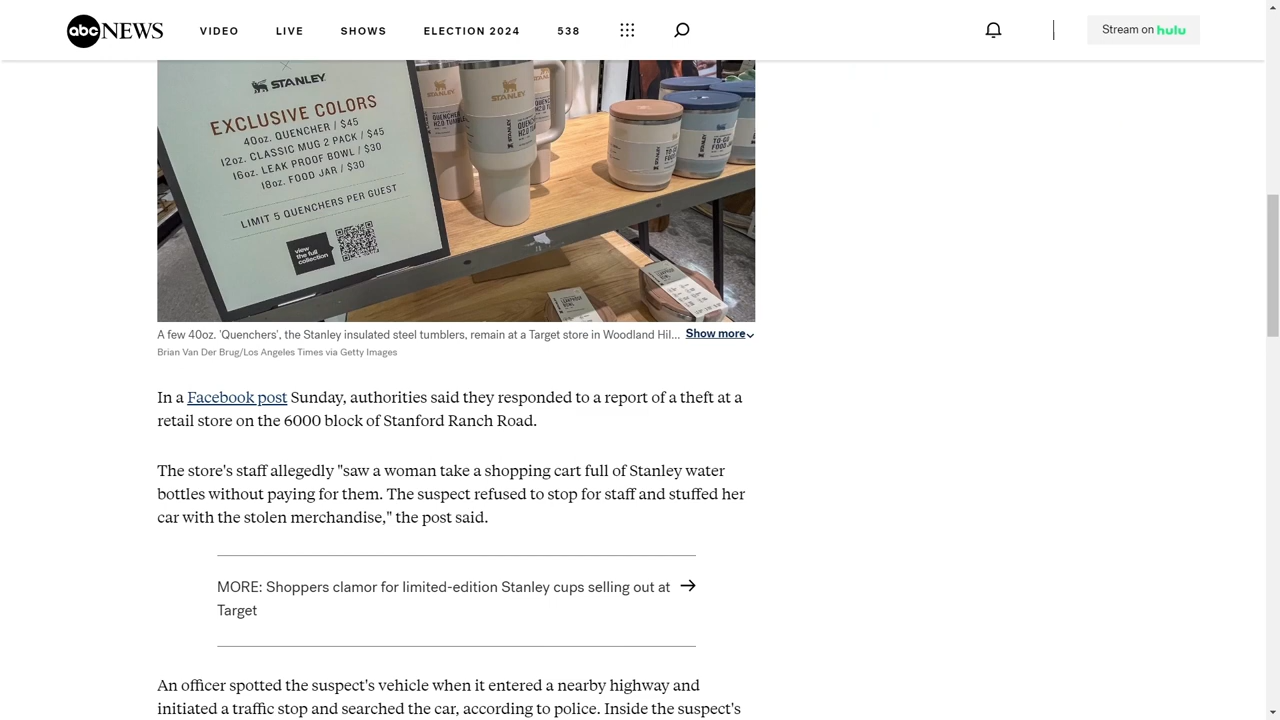 abc NEWS
VIDEO
LIVE
SHOWS
ELECTION 2024
538
Stream on hulu
STANLEY
EXCLUSIVE COLORS
40oz. QUENCHER / $45
12oz. CLASSIC MUG 2 PACK / $45
16oz. LEAK PROOF BOWL / $30
18oz. FOOD JAR / $30
LIMIT 5 QUENCHERS PER GUEST
view
the full
collection
STANLEY
QUENCHER
A few 40oz. 'Quenchers', the Stanley insulated steel tumblers, remain at a Target store in Woodland Hil... Show more
Brian Van Der Brug/Los Angeles Times via Getty Images
In a Facebook post Sunday, authorities said they responded to a report of a theft at a
retail store on the 6000 block of Stanford Ranch Road.
The store's staff allegedly "saw a woman take a shopping cart full of Stanley water
bottles without paying for them. The suspect refused to stop for staff and stuffed her
car with the stolen merchandise," the post said.
MORE: Shoppers clamor for limited-edition Stanley cups selling out at
Target
An officer spotted the suspect's vehicle when it entered a nearby highway and
initiated a traffic stop and searched the car, according to police. Inside the suspect's